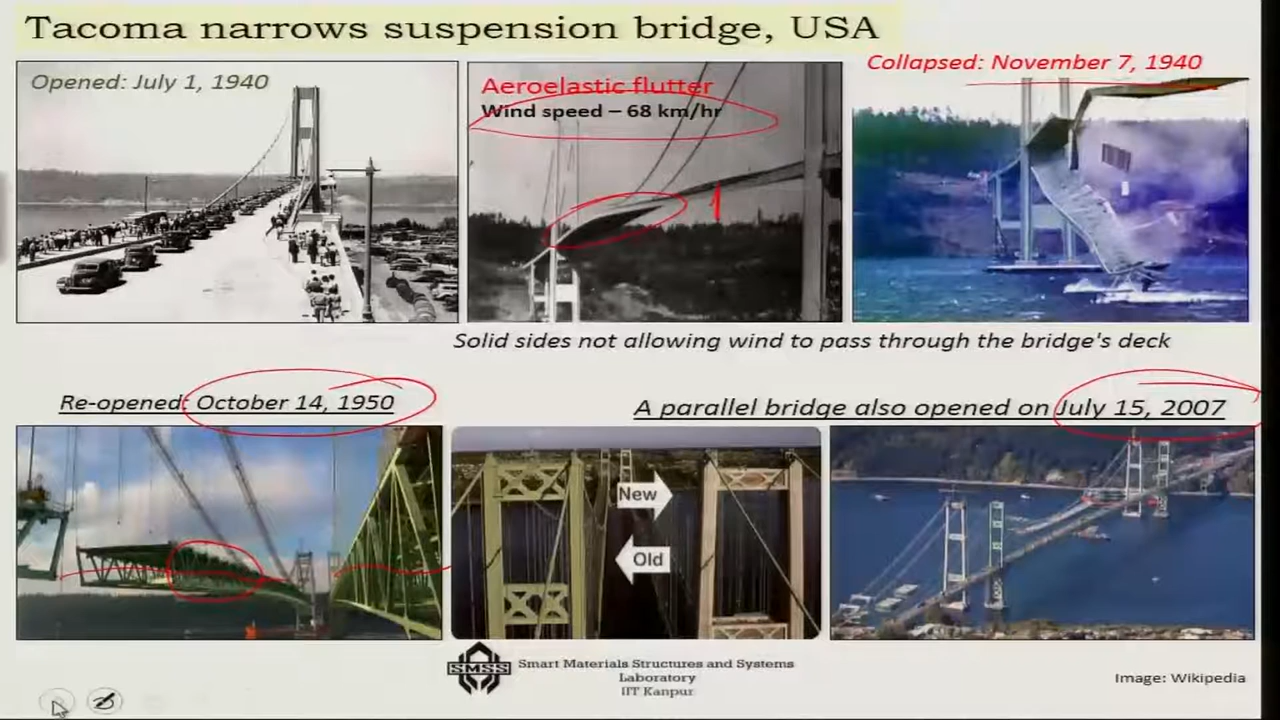 Tacoma narrows suspension bridge, USA
Opened: July 1, 1940
Aeroelastic flutter
Wind speed – 68 km/hr
Collapsed: November 7, 1940
Solid sides not allowing wind to pass through the bridge's deck
Re-opened: October 14, 1950
A parallel bridge also opened on July 15, 2007
New
Old
SMSS
Smart Materials Structures and Systems
Laboratory
IIT Kanpur
Image: Wikipedia